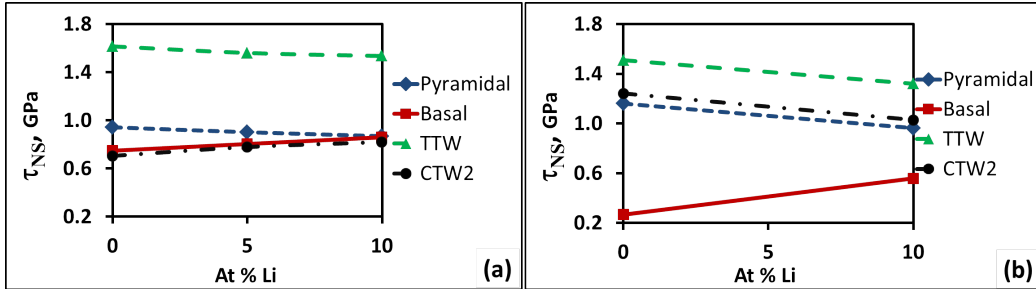 1.8
1.4
1.0
0.6
0.2
τNS, GPa
0
5
10
At % Li
Pyramidal
Basal
TTW
CTW2
(a)
1.8
1.4
1.0
0.6
0.2
τNS, GPa
0
5
10
At % Li
Pyramidal
Basal
TTW
CTW2
(b)